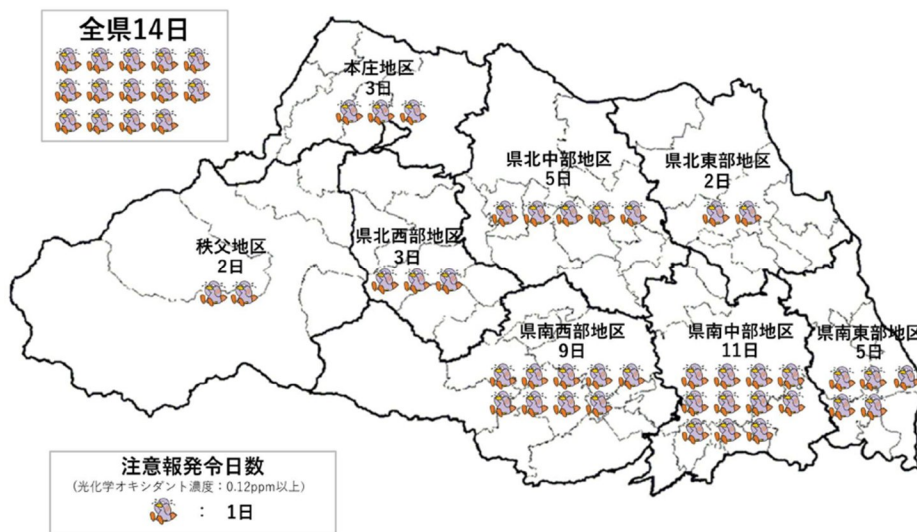 全県14日
本庄地区
3日
県北中部地区
5日
県北東部地区
2日
秩父地区
2日
県北西部地区
3日
県南西部地区
9日
県南中部地区
11日
県南東部地区
5日
注意報発令日数
(光化学オキシダント濃度：0.12ppm以上)
： 1日